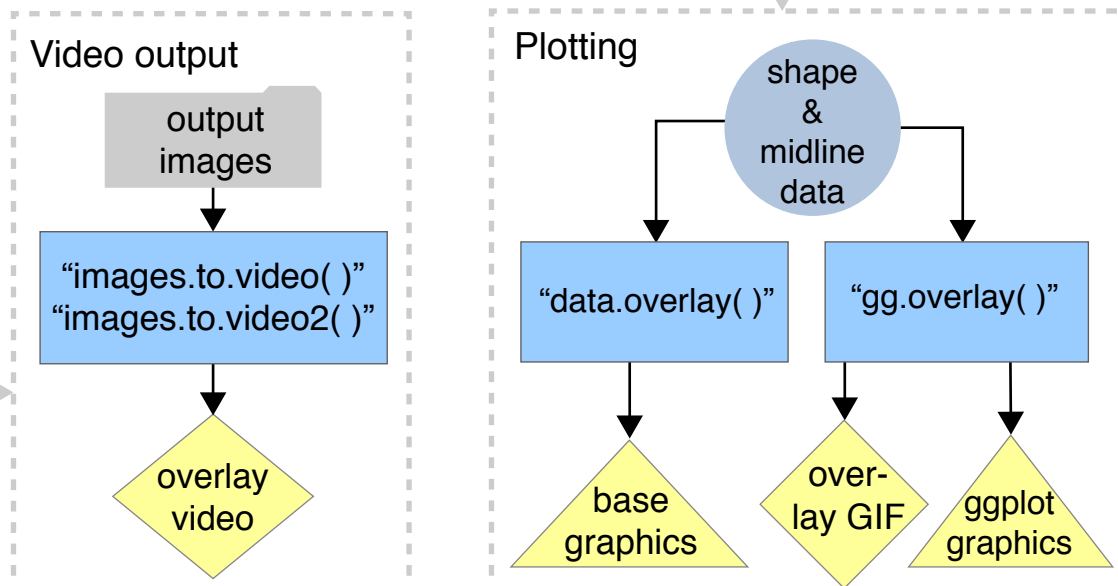 Video output
output
images
“images.to.video( )”
“images.to.video2( )”
overlay
video
Plotting
shape
&
midline
data
“data.overlay( )”
“gg.overlay( )”
base
graphics
over-
lay GIF
ggplot
graphics